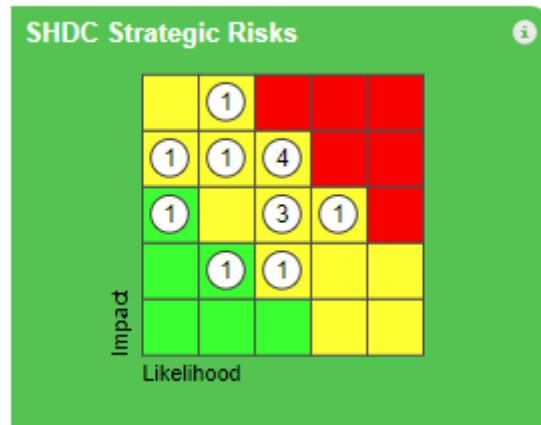 SHDC Strategic Risks
i
1
1 1 4
1 3 1
1 1
Impact
Likelihood